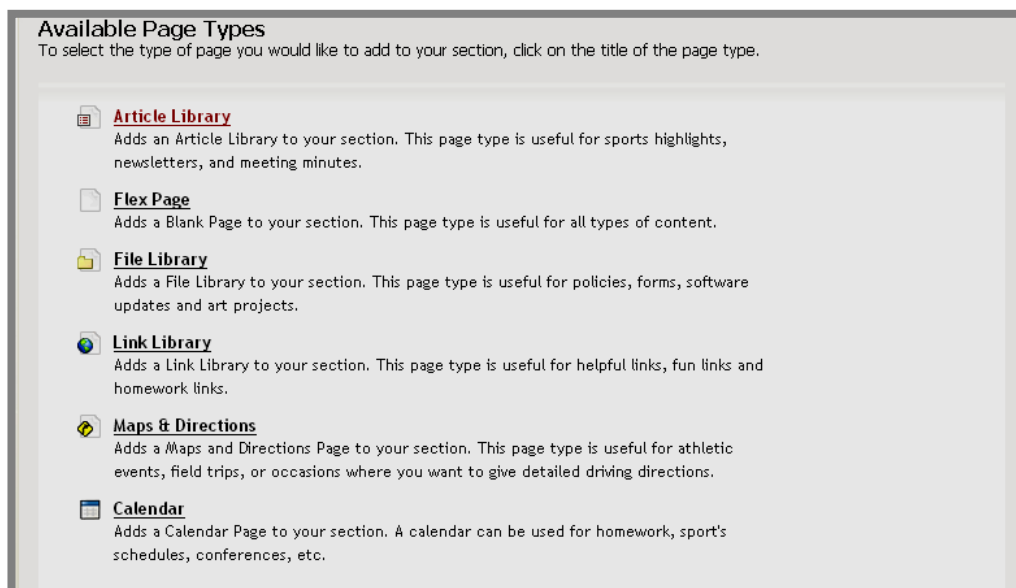 Available Page Types
To select the type of page you would like to add to your section, click on the title of the page type.
Article Library
Adds an Article Library to your section. This page type is useful for sports highlights,
newsletters, and meeting minutes.
Flex Page
Adds a Blank Page to your section. This page type is useful for all types of content.
File Library
Adds a File Library to your section. This page type is useful for policies, forms, software
updates and art projects.
Link Library
Adds a Link Library to your section. This page type is useful for helpful links, fun links and
homework links.
Maps & Directions
Adds a Maps and Directions Page to your section. This page type is useful for athletic
events, field trips, or occasions where you want to give detailed driving directions.
Calendar
Adds a Calendar Page to your section. A calendar can be used for homework, sport's
schedules, conferences, etc.